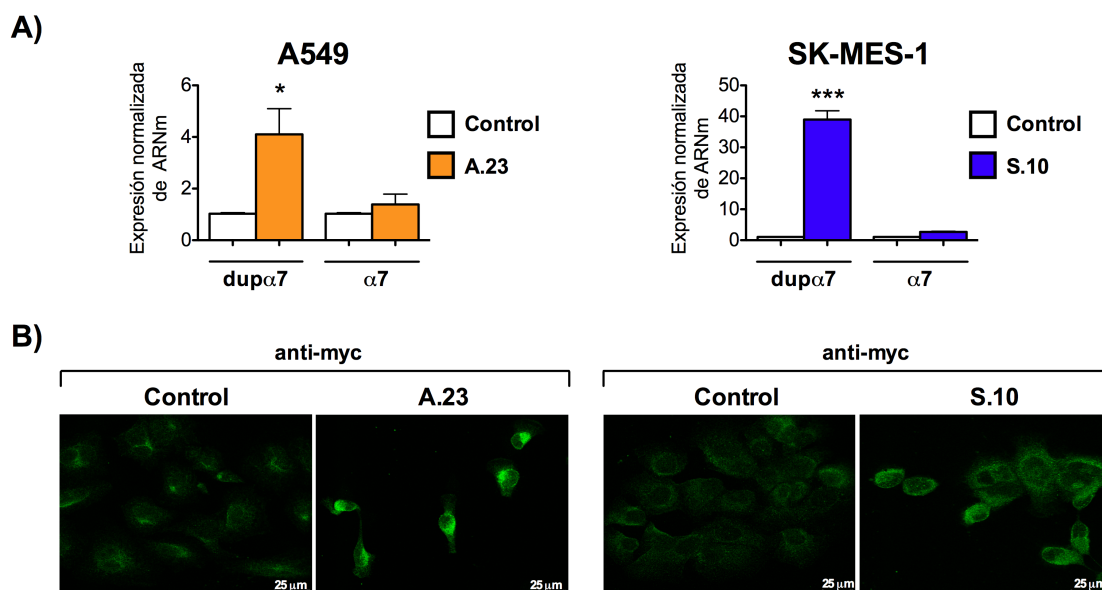 A)
A549
Expresión normalizada
de ARNm
6
4
2
0
*
dupα7
α7
Control
A.23
SK-MES-1
Expresión normalizada
de ARNm
50
40
30
20
10
0
***
dupα7
α7
Control
S.10
B)
anti-myc
anti-myc
Control
A.23
Control
S.10
25 μm
25 μm
25 μm
25 μm